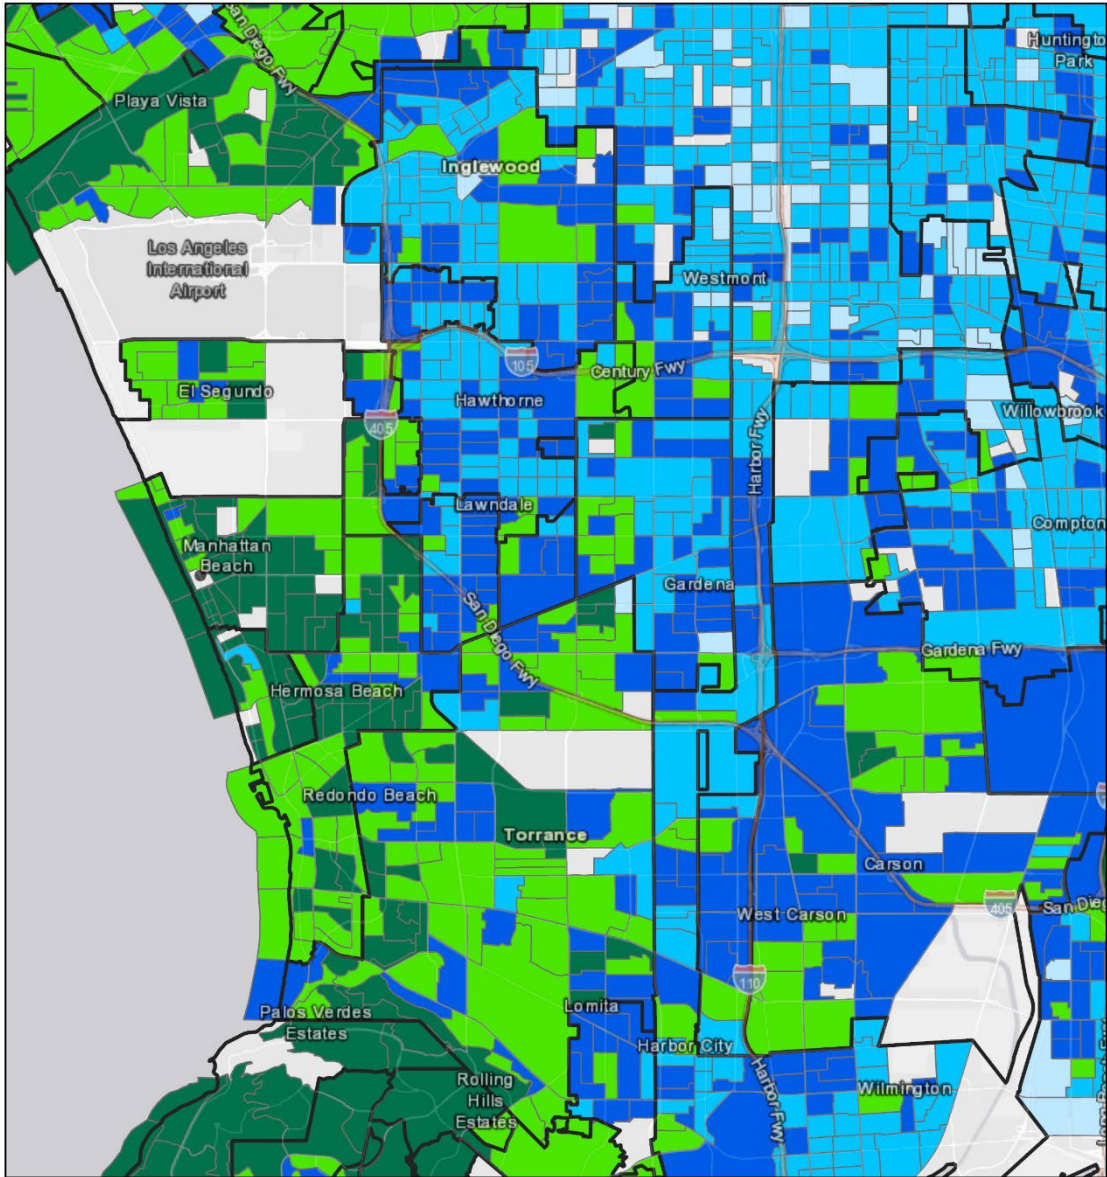 San Diego Fwy
Huntingto
Park
Playa Vista
Inglewood
Los Angeles
International
Airport
Westmont
105
Century Fwy
El Segundo
Hawthorne
405
Willowbrook
Harbor Fwy
Lawndale
Compton
Manhattan
Beach
San Diego Fwy
Gardena
Gardena Fwy
Hermosa Beach
Redondo Beach
Torrance
Carson
405
San Dieg
West Carson
110
Lomita
Palos Verdes
Estates
Harbor City
Harbor Fwy
Rolling
Hills
Estates
Wilmington